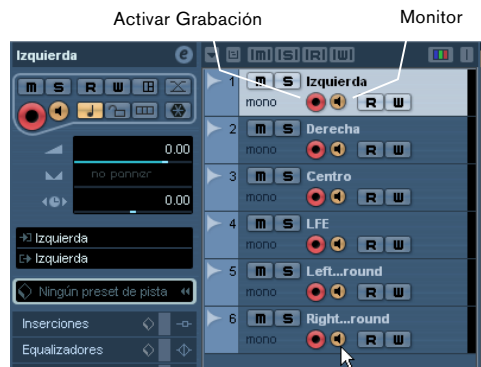 Activar Grabación Monitor
Izquierda e
m S R W
0.00
no panner
0.00
Izquierda
Izquierda
Ningún preset de pista
Inserciones
Equalizadores
m S R W
1 m S Izquierda
mono R W
2 m S Derecha
mono R W
3 m S Centro
mono R W
4 m S LFE
mono R W
5 m S Left...round
mono R W
6 m S Right...round
mono R W